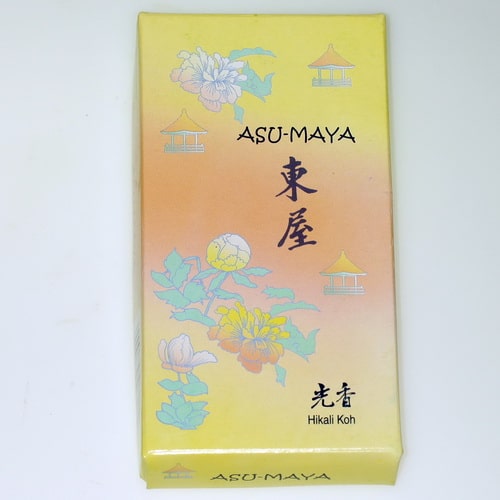 ASU-MAYA
東屋
光香
Hikali Koh
ASU-MAYA